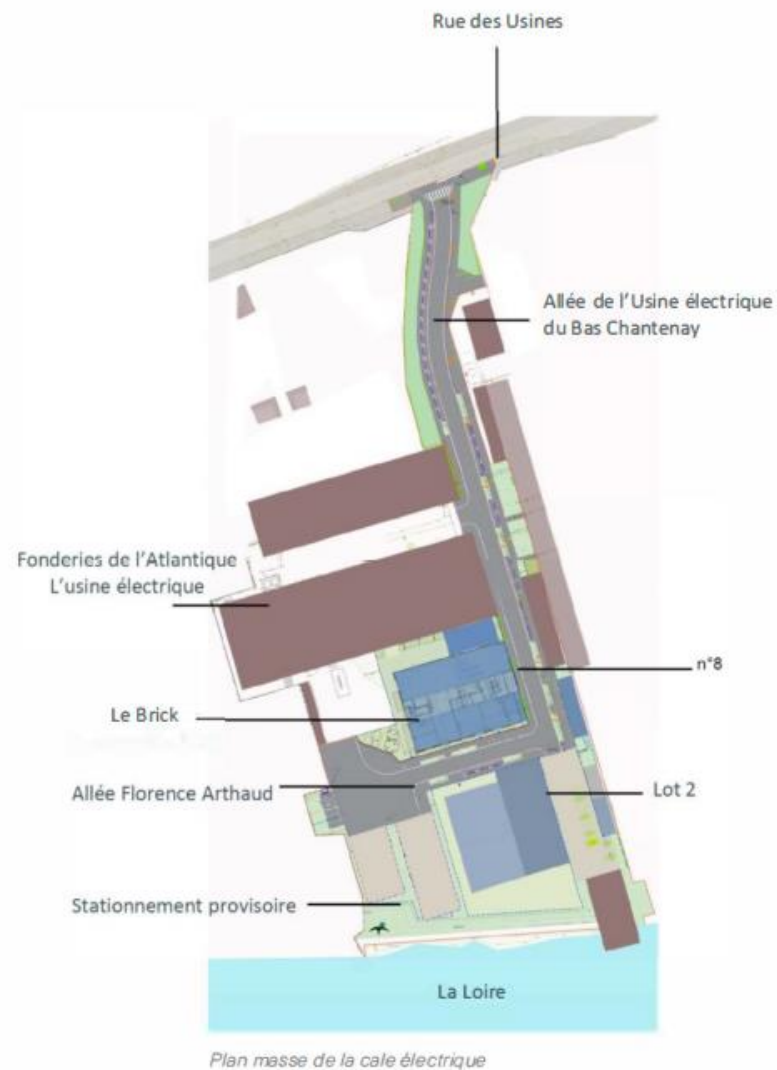 Rue des Usines
Allée de l'Usine électrique
du Bas Chantenay
Fonderies de l'Atlantique
L'usine électrique
n°8
Le Brick
Allée Florence Arthaud
Lot 2
Stationnement provisoire
La Loire
Plan masse de la cale électrique